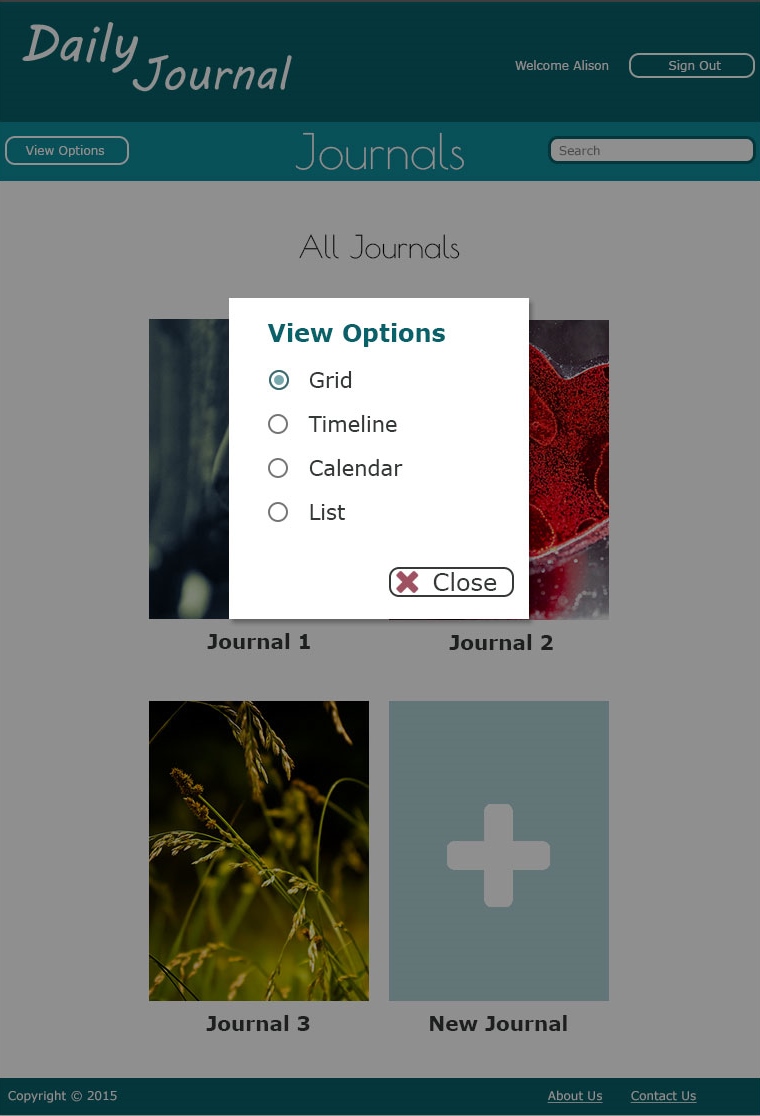 Daily
Journal
Welcome Alison
Sign Out
View Options
Journals
Search
All Journals
View Options
Grid
Timeline
Calendar
List
Close
Journal 1
Journal 2
Journal 3
New Journal
Copyright © 2015
About Us
Contact Us